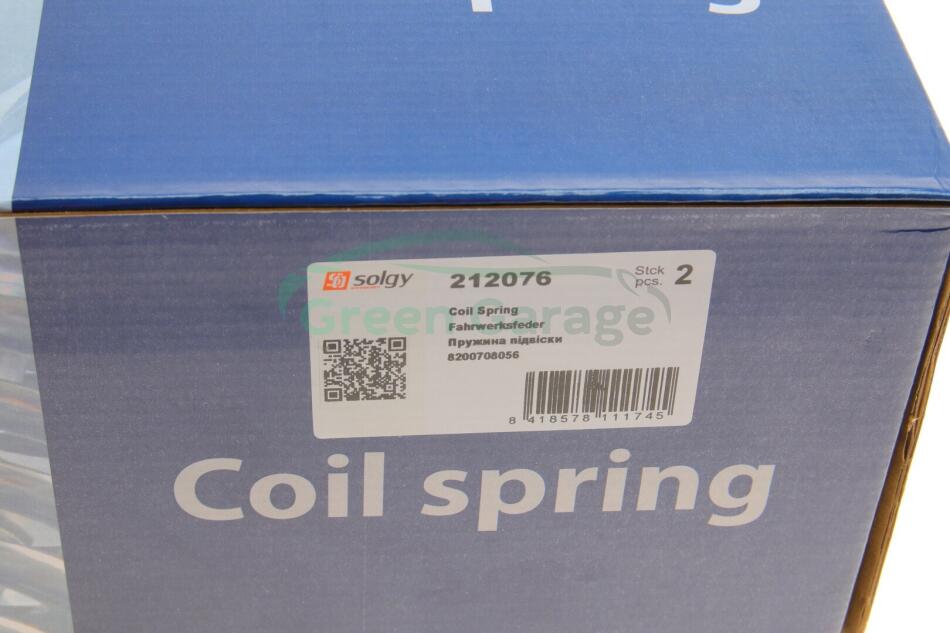 solgy 212076 Stck pcs. 2
Coil Spring
Fahrwerksfeder
Пружина підвіски
8200708056
8 418578 111745
Green Garage
Coil spring